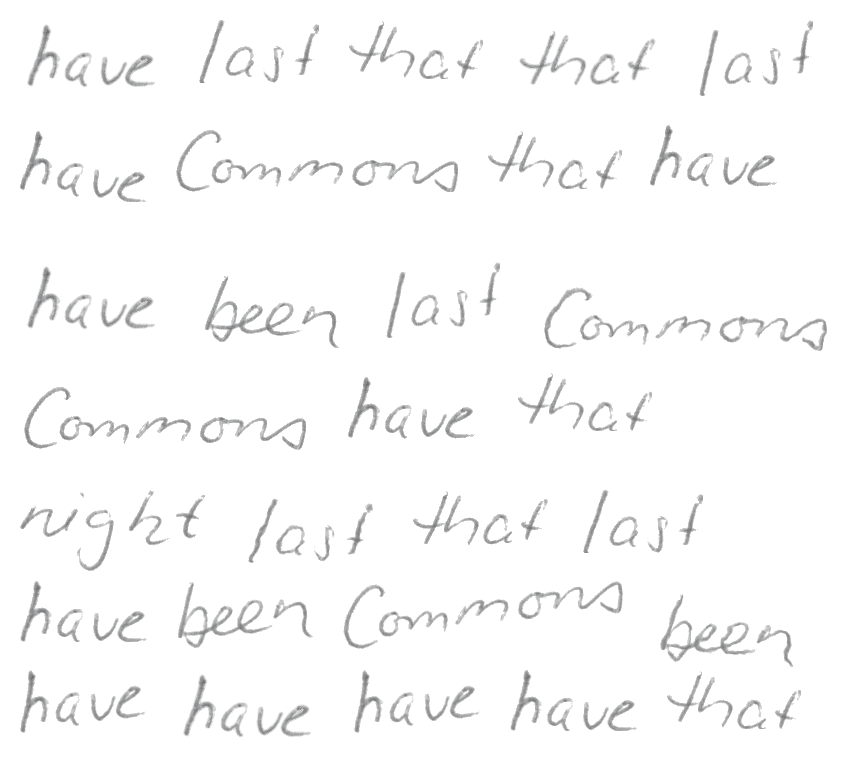 have last that that last
have Commons that have
have been last Commons
Commons have that
night last that last
have been Commons been
have have have have that